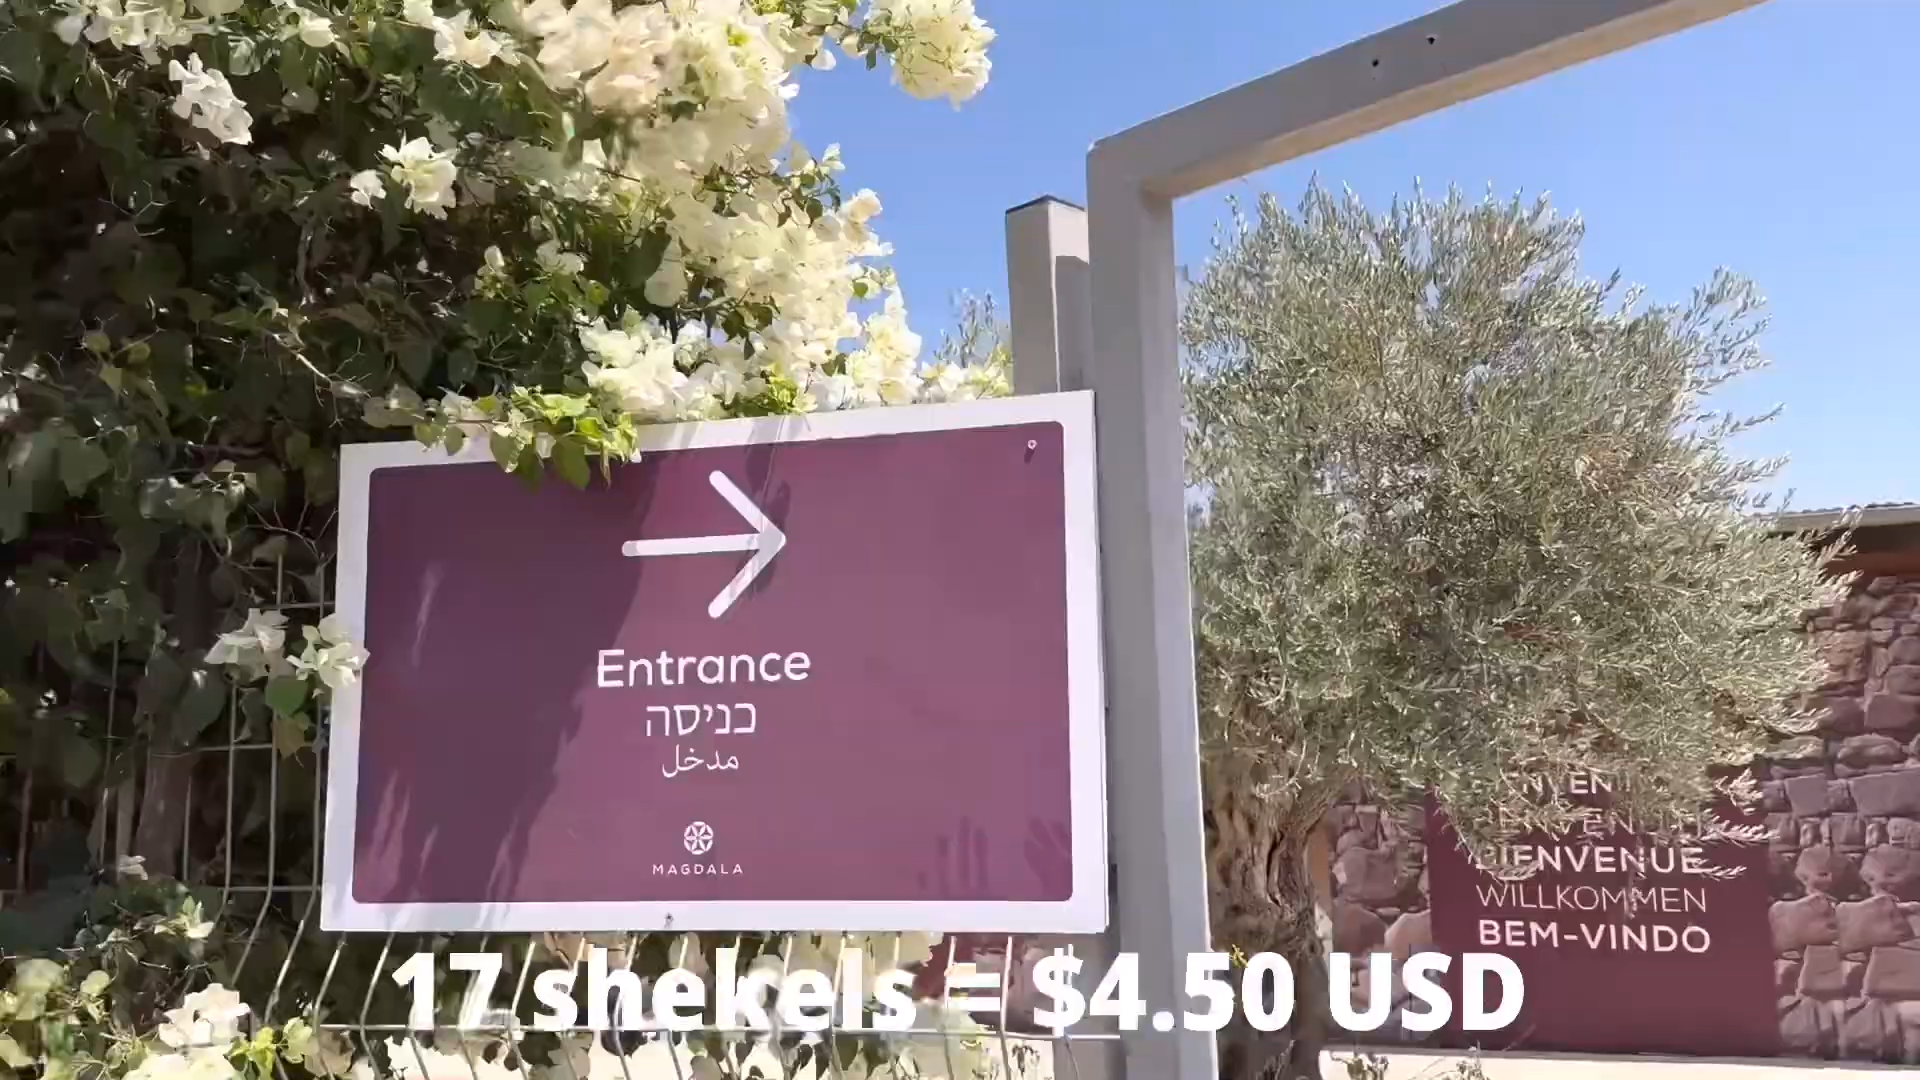 Entrance
כניסה
مدخل
MAGDALA
BIENVENUE
WILLKOMMEN
BEM-VINDO
17 shekels = $4.50 USD